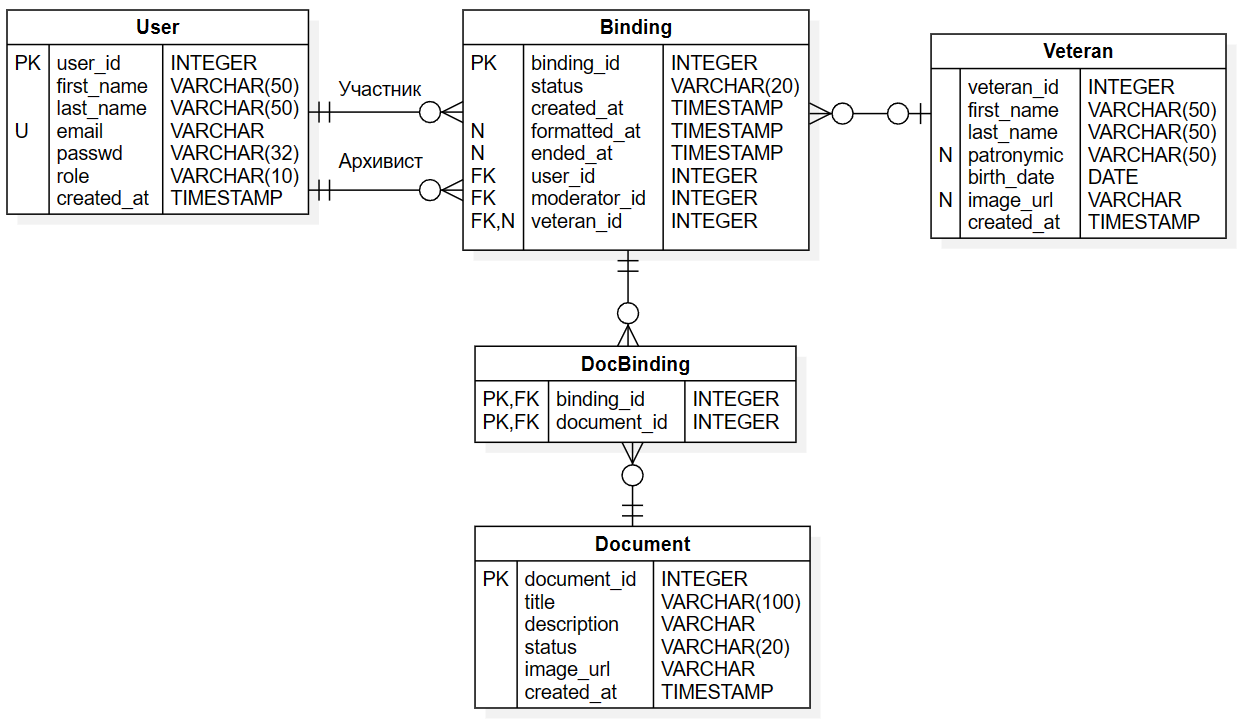 User
PK user_id INTEGER
first_name VARCHAR(50)
last_name VARCHAR(50)
U email VARCHAR
passwd VARCHAR(32)
role VARCHAR(10)
created_at TIMESTAMP
Участник
Архивист
Binding
PK binding_id INTEGER
status VARCHAR(20)
created_at TIMESTAMP
N formatted_at TIMESTAMP
N ended_at TIMESTAMP
FK user_id INTEGER
FK moderator_id INTEGER
FK,N veteran_id INTEGER
Veteran
veteran_id INTEGER
first_name VARCHAR(50)
last_name VARCHAR(50)
N patronymic VARCHAR(50)
birth_date DATE
N image_url VARCHAR
created_at TIMESTAMP
DocBinding
PK,FK binding_id INTEGER
PK,FK document_id INTEGER
Document
PK document_id INTEGER
title VARCHAR(100)
description VARCHAR
status VARCHAR(20)
image_url VARCHAR
created_at TIMESTAMP